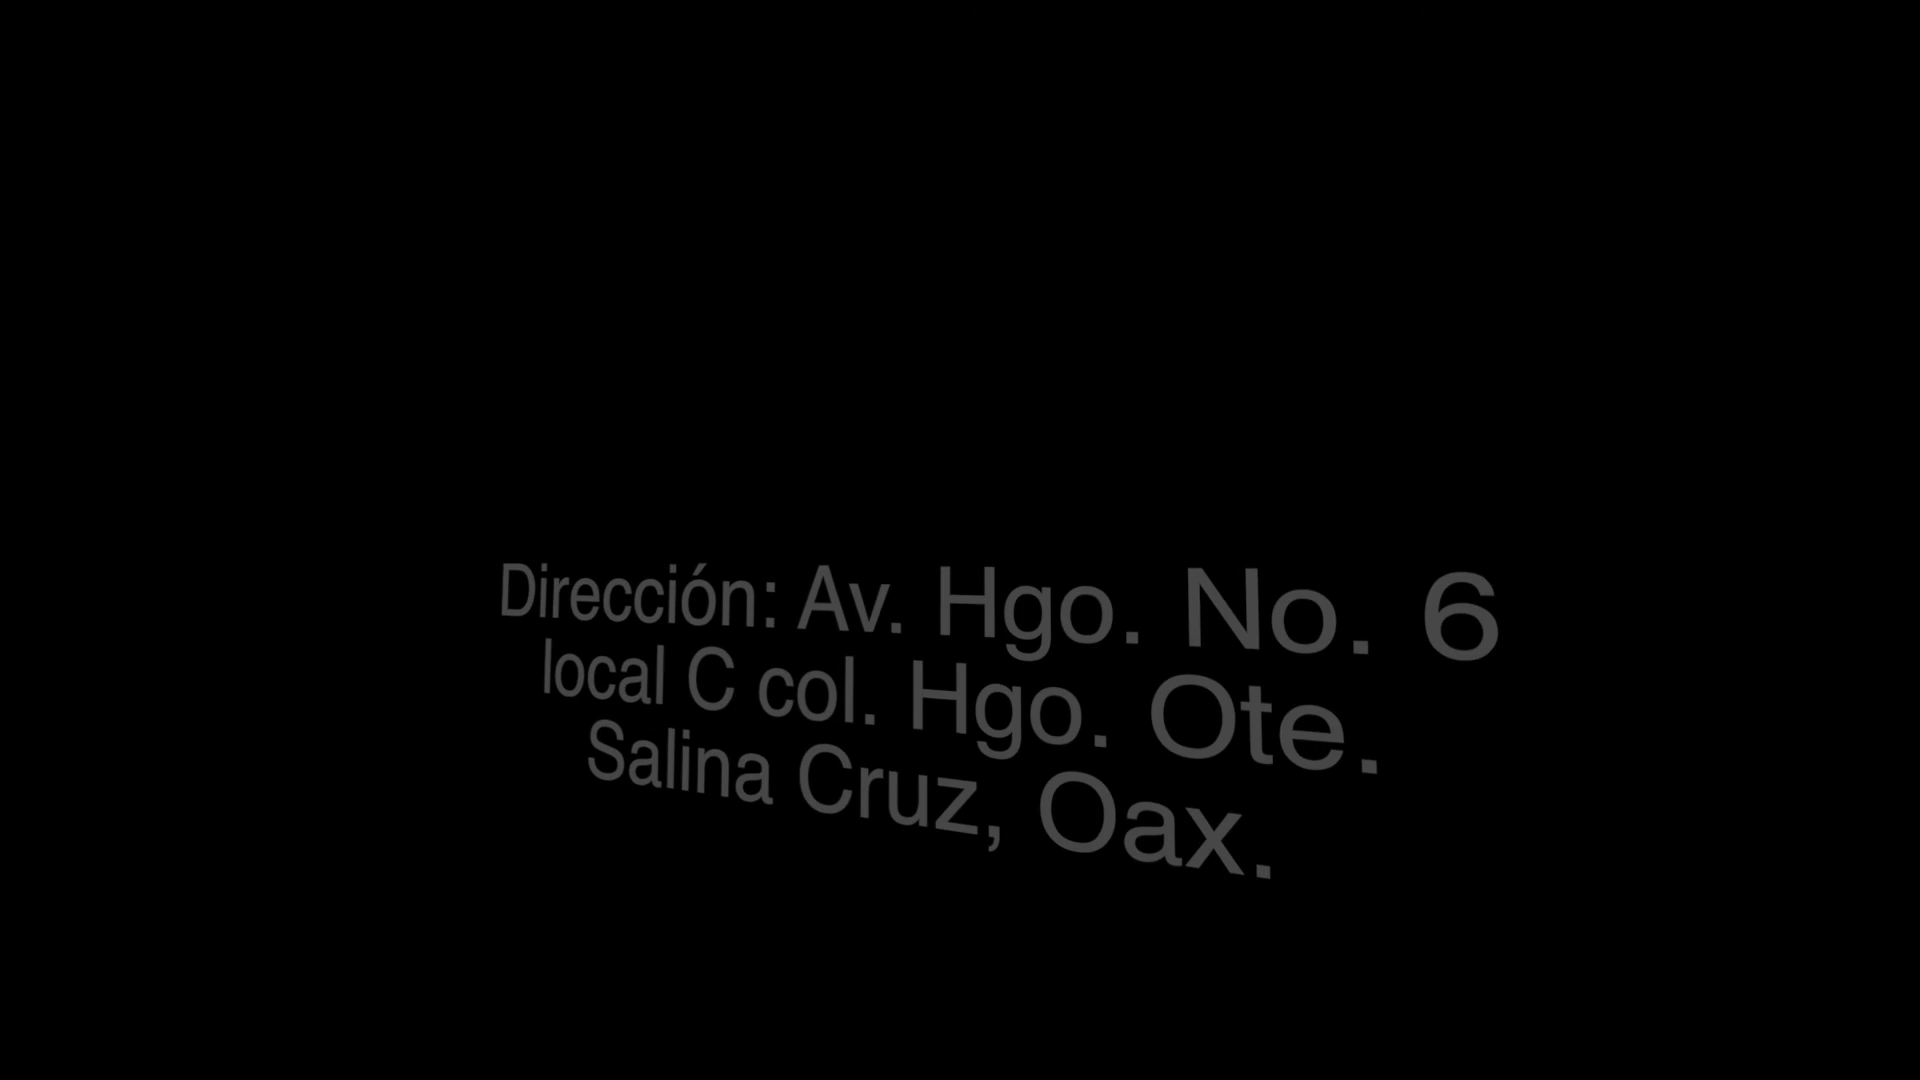 Dirección: Av. Hgo. No. 6
local C col. Hgo. Ote.
Salina Cruz, Oax.